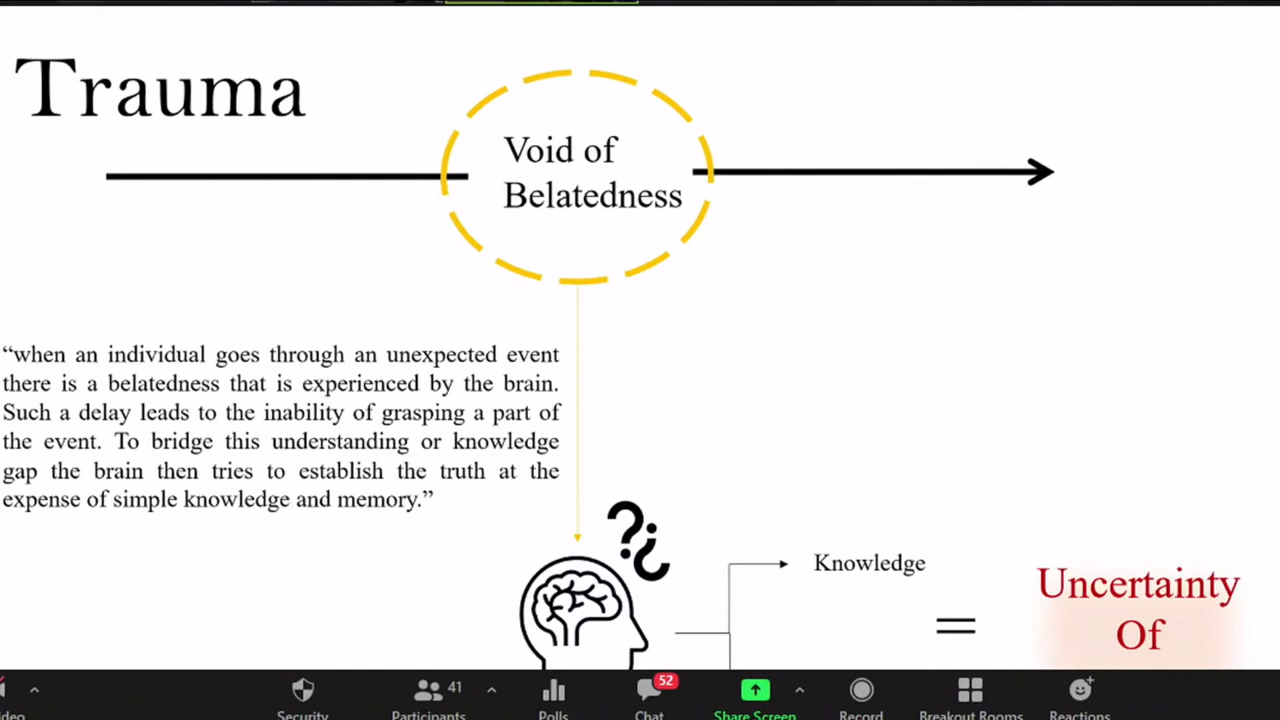 Trauma
Void of
Belatedness
“when an individual goes through an unexpected event
there is a belatedness that is experienced by the brain.
Such a delay leads to the inability of grasping a part of
the event. To bridge this understanding or knowledge
gap the brain then tries to establish the truth at the
expense of simple knowledge and memory.”
??
Knowledge
=
Uncertainty
Of
41
52
Security
Participants
Polls
Chat
Share Screen
Record
Breakout Rooms
Reactions